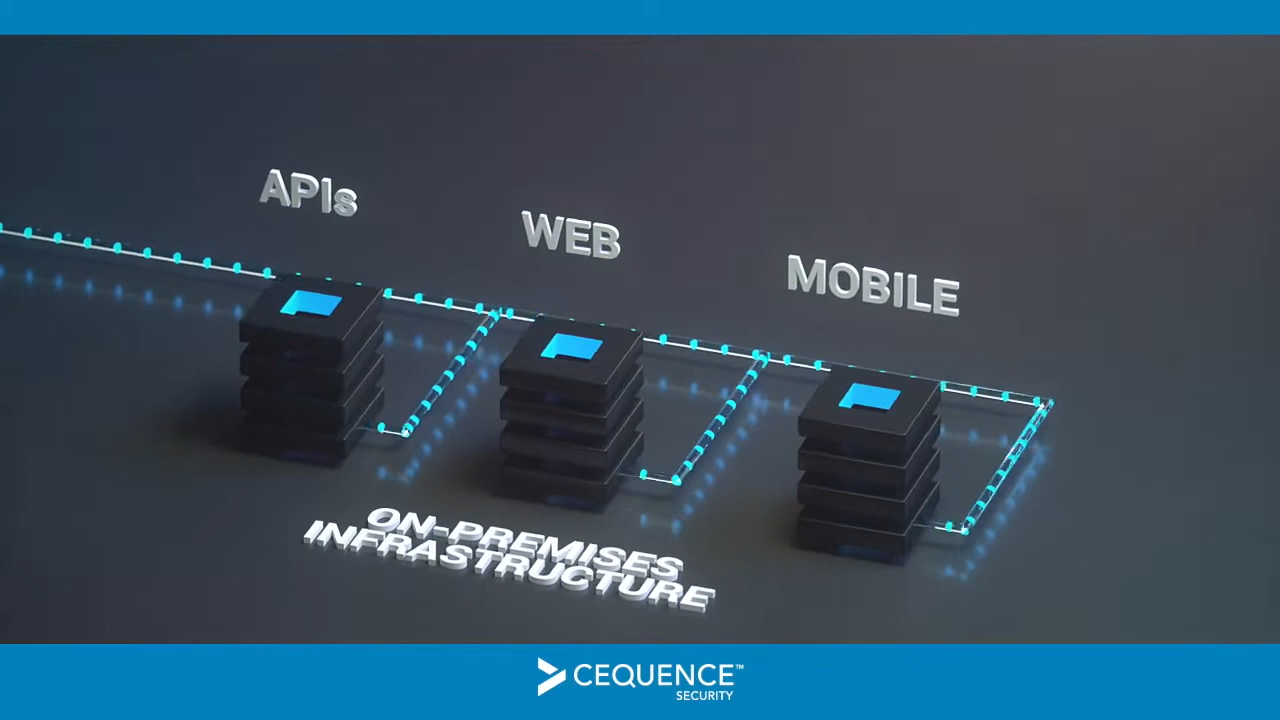 APIs
WEB
MOBILE
ON-PREMISES
INFRASTRUCTURE
CEQUENCE™
SECURITY